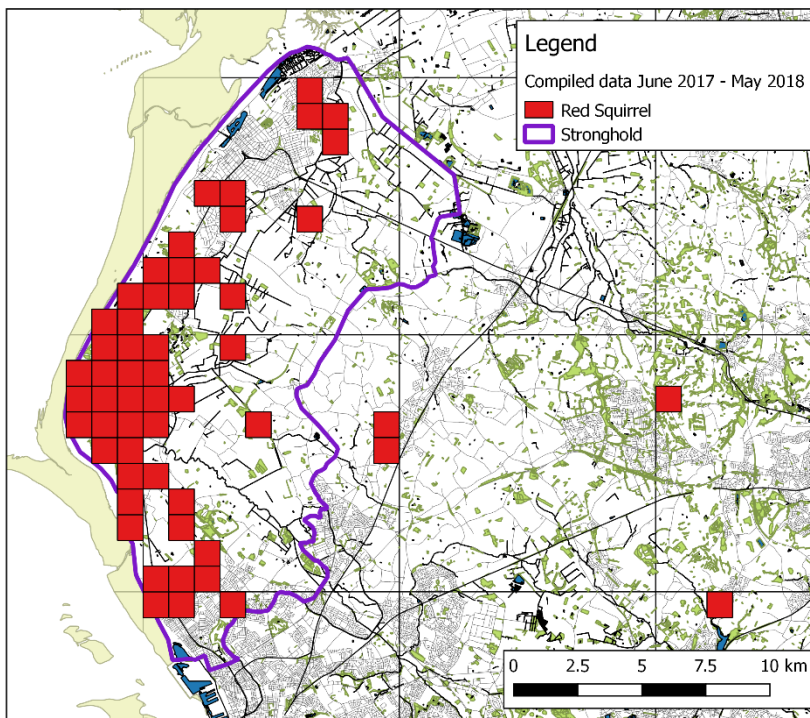 Legend
Compiled data June 2017 - May 2018
Red Squirrel
Stronghold
0 2.5 5 7.5 10 km